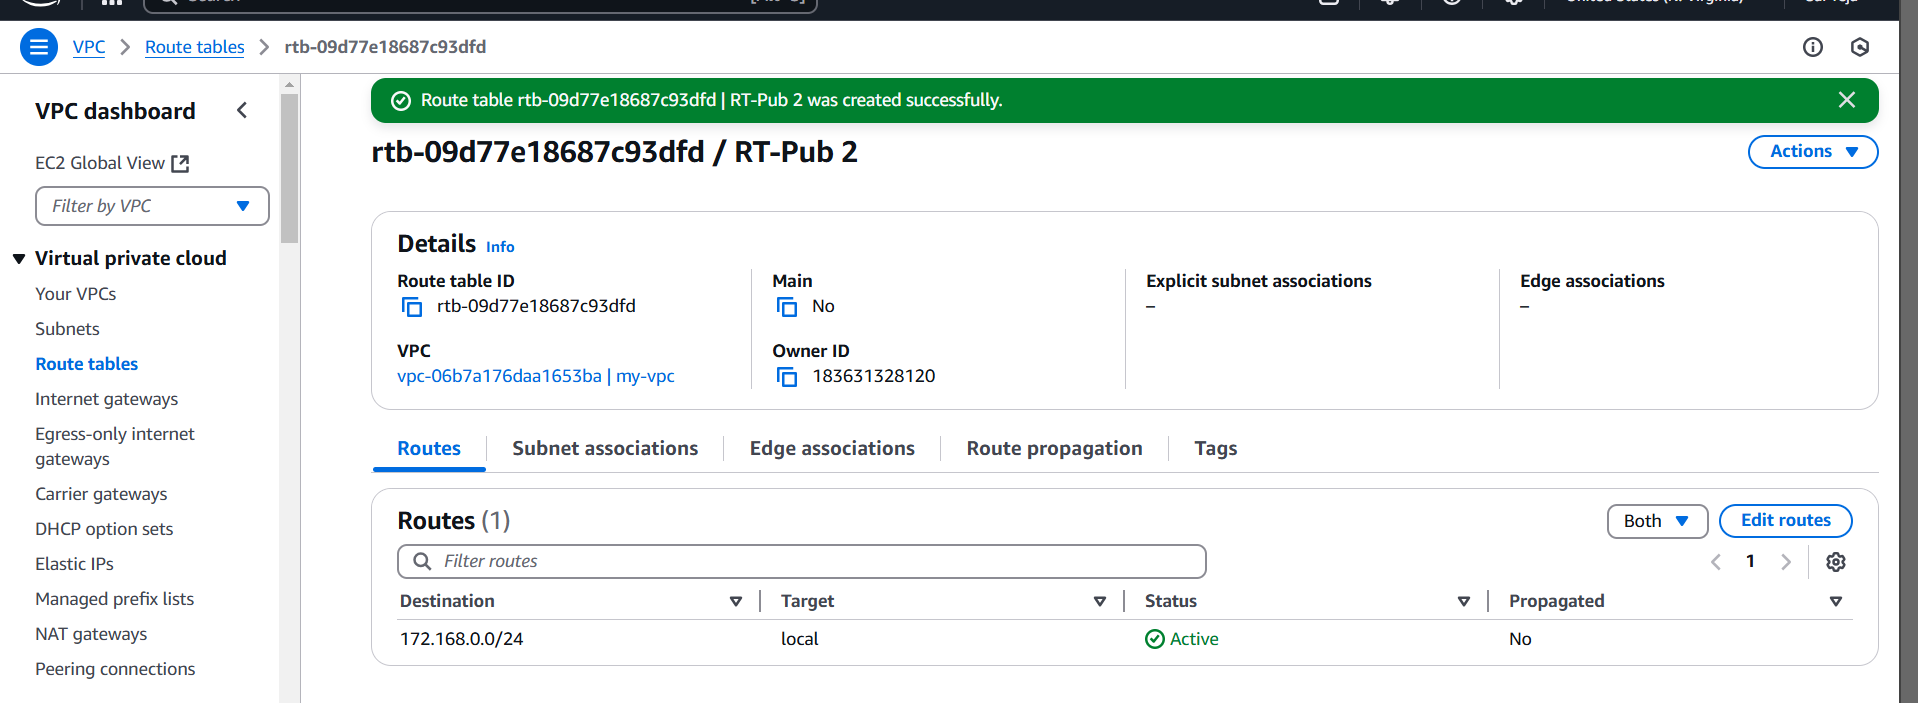 VPC > Route tables > rtb-09d77e18687c93dfd
VPC dashboard
EC2 Global View
Filter by VPC
Virtual private cloud
Your VPCs
Subnets
Route tables
Internet gateways
Egress-only internet
gateways
Carrier gateways
DHCP option sets
Elastic IPs
Managed prefix lists
NAT gateways
Peering connections
Route table rtb-09d77e18687c93dfd | RT-Pub 2 was created successfully.
rtb-09d77e18687c93dfd / RT-Pub 2
Actions
Details Info
Route table ID
rtb-09d77e18687c93dfd
Main
No
Explicit subnet associations
–
Edge associations
–
VPC
vpc-06b7a176daa1653ba | my-vpc
Owner ID
183631328120
Routes Subnet associations Edge associations Route propagation Tags
Routes (1)
Both Edit routes
Filter routes
1
Destination Target Status Propagated
172.168.0.0/24 local Active No